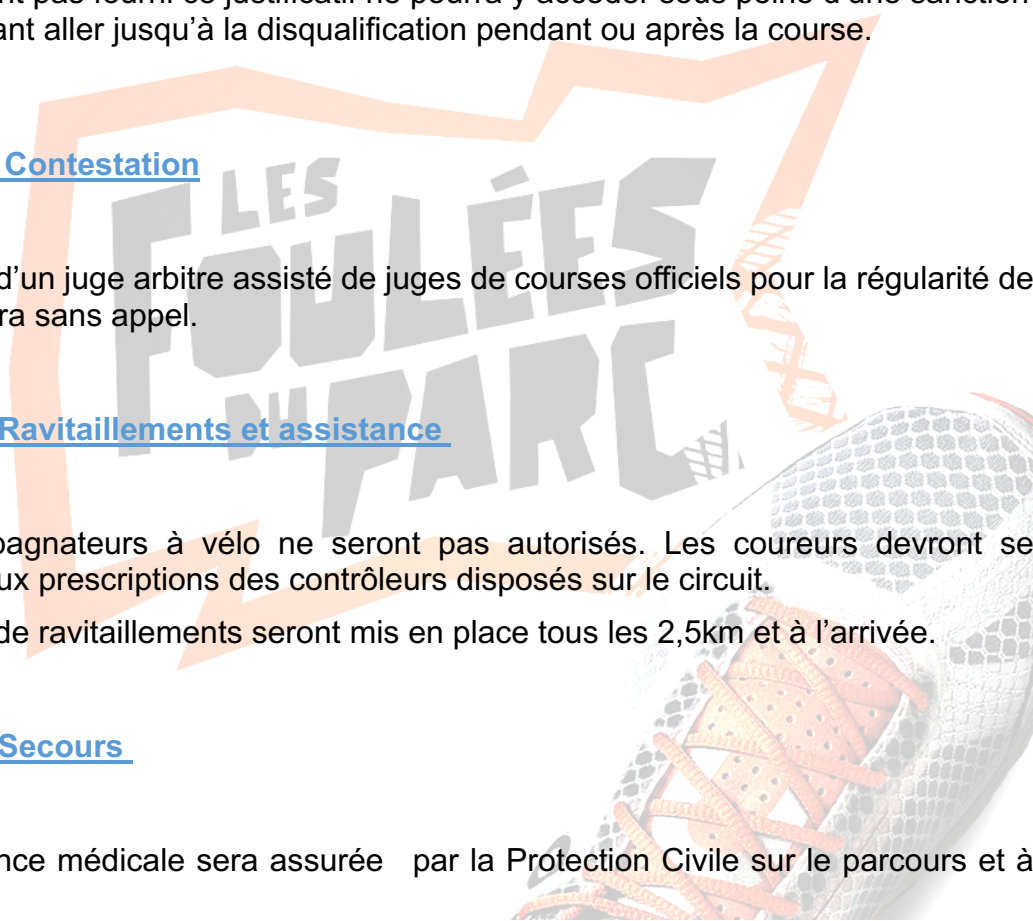 nt pas fourni ce justificatif ne pourra y accéder sous peine d'une sanction
ant aller jusqu'à la disqualification pendant ou après la course.
Contestation
LES
FOULÉES
DU PARC
d'un juge arbitre assisté de juges de courses officiels pour la régularité de
ra sans appel.
Ravitaillements et assistance
pagnateurs à vélo ne seront pas autorisés. Les coureurs devront se
ux prescriptions des contrôleurs disposés sur le circuit.
de ravitaillements seront mis en place tous les 2,5km et à l'arrivée.
Secours
nce médicale sera assurée par la Protection Civile sur le parcours et à